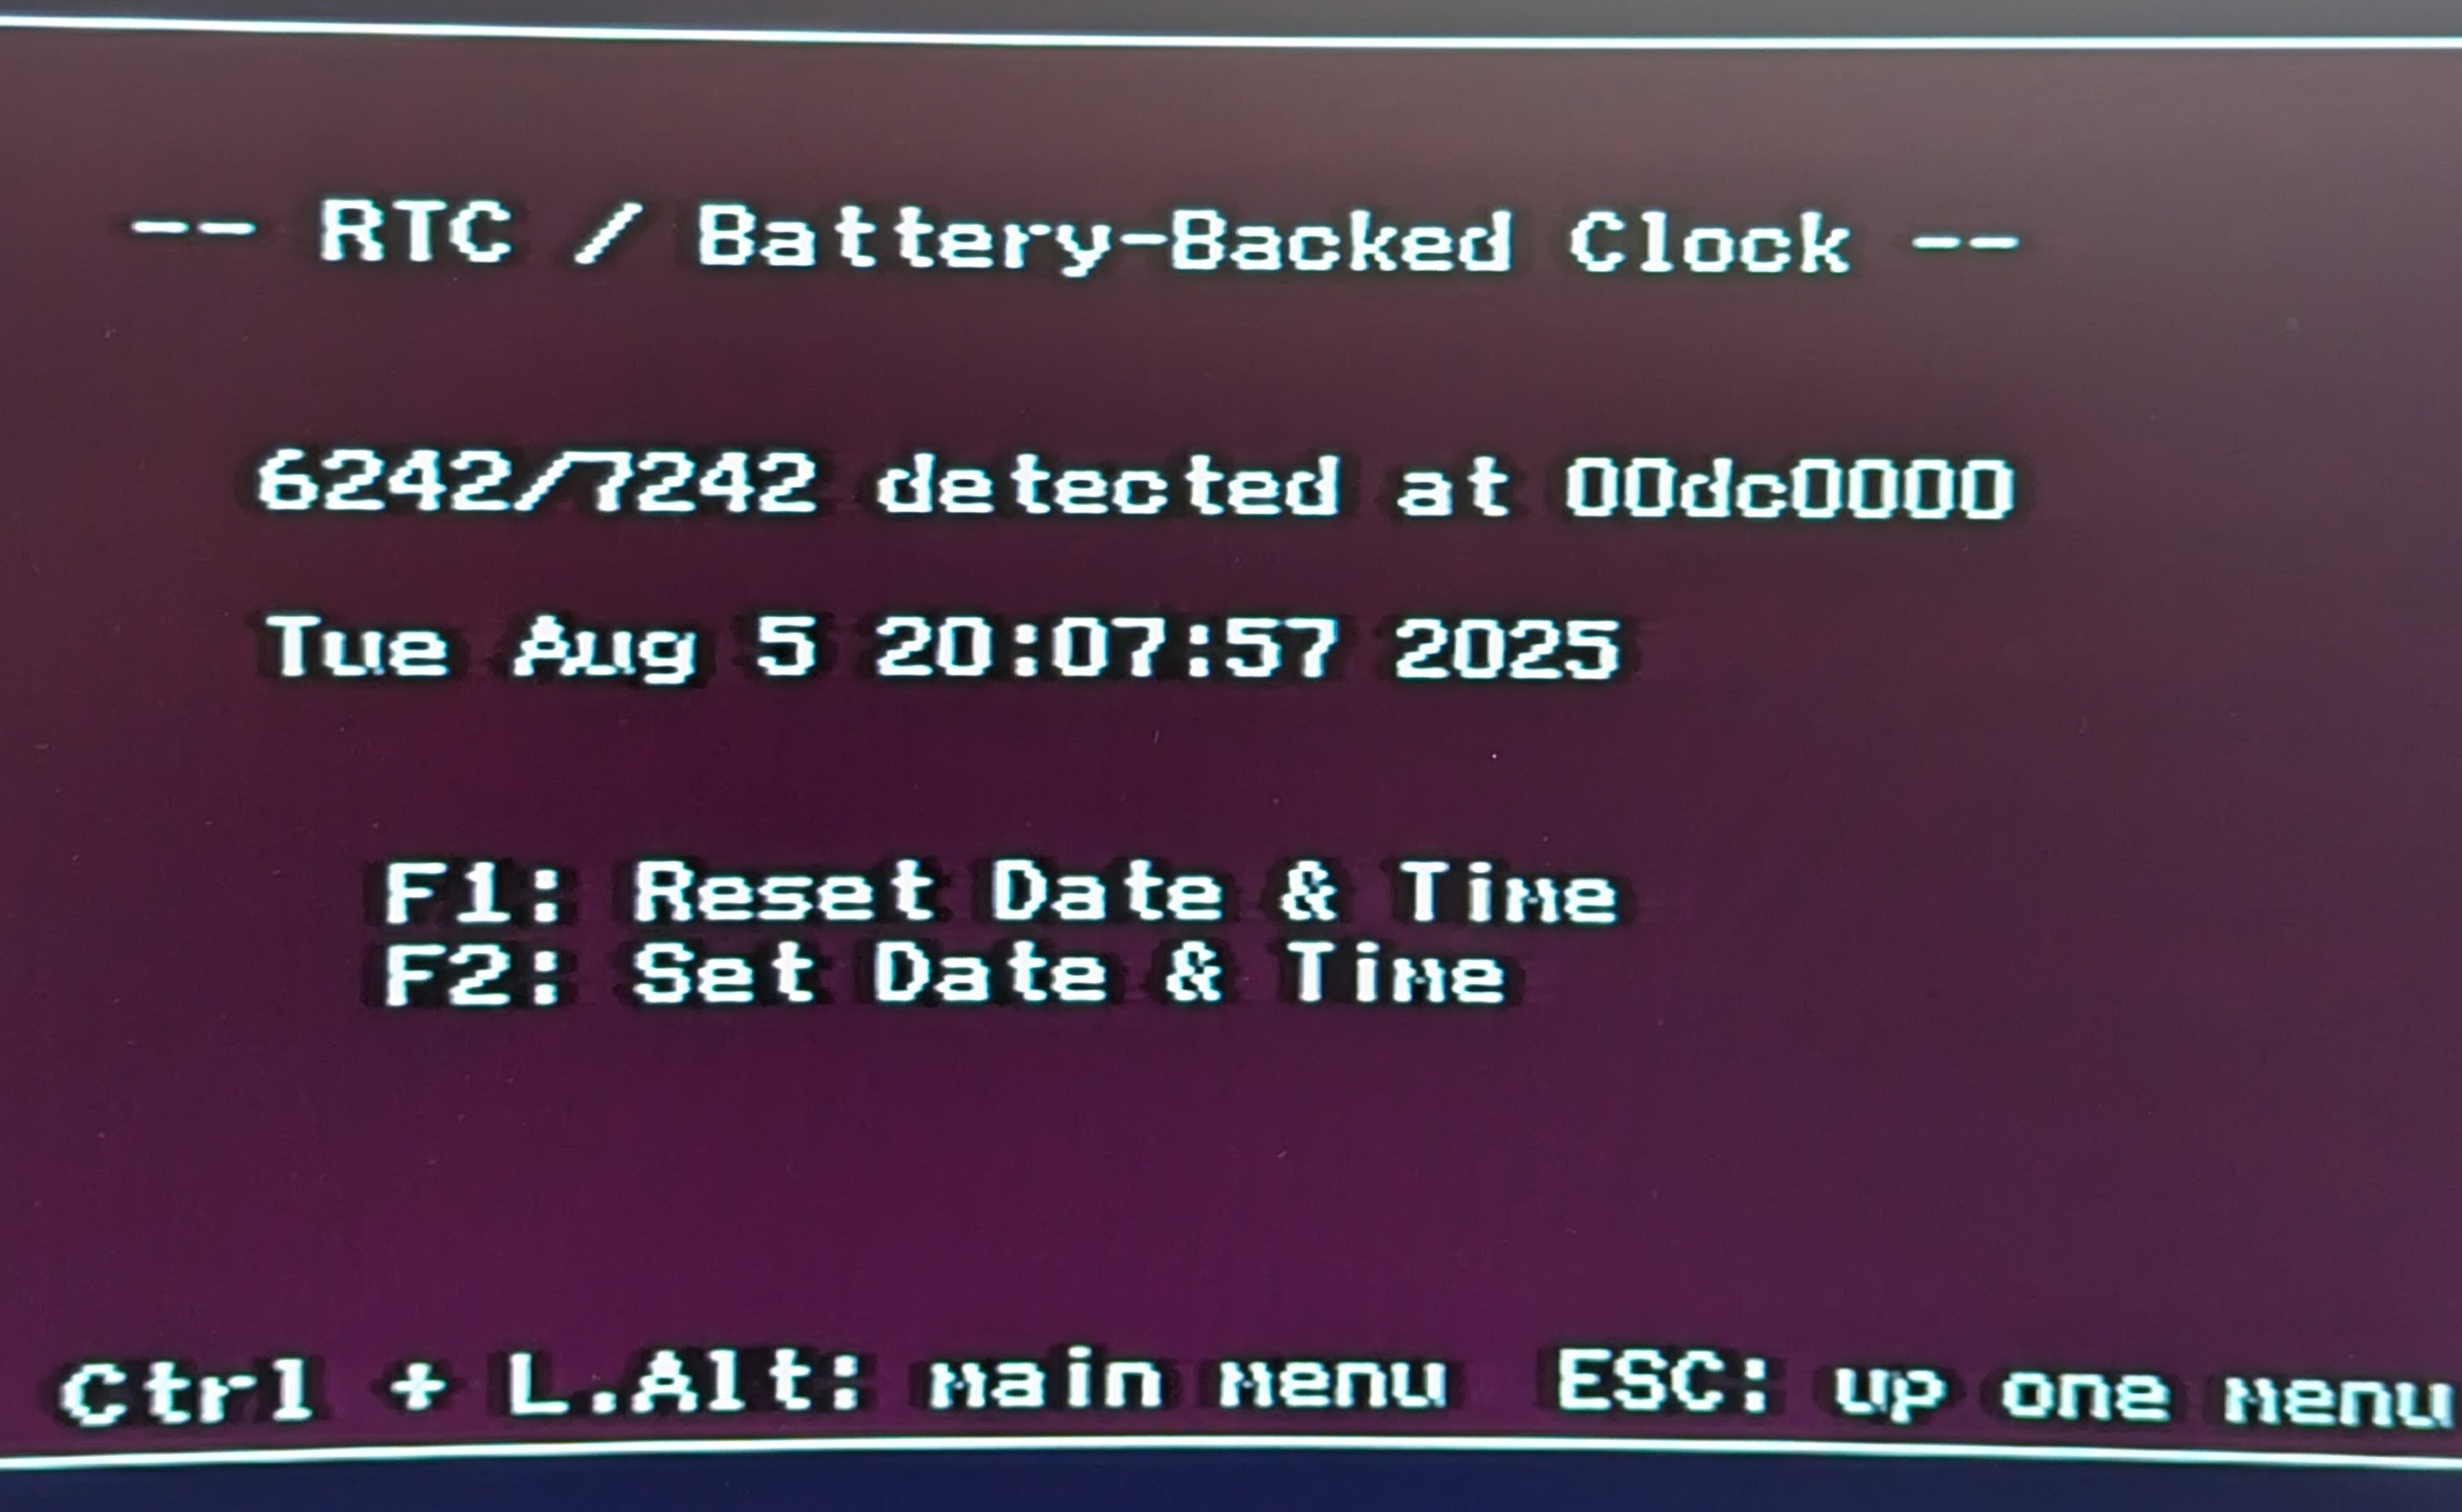 -- RTC / Battery-Backed Clock --
6242/7242 detected at 00dc0000
Tue Aug 5 20:07:57 2025
F1: Reset Date & Time
F2: Set Date & Time
Ctrl + L.Alt: main menu ESC: up one menu